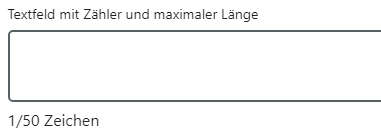 Textfeld mit Zähler und maximaler Länge
1/50 Zeichen